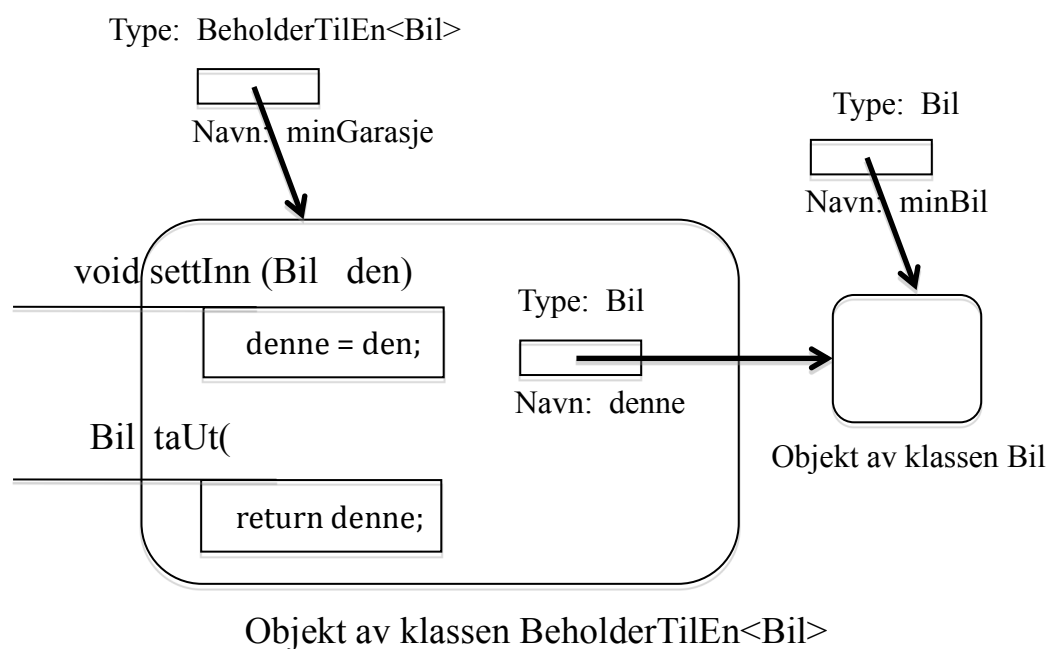 Type: BeholderTilEn<Bil>
Navn: minGarasje
Type: Bil
Navn: minBil
void settInn (Bil den)
denne = den;
Type: Bil
Navn: denne
Bil taUt(
return denne;
Objekt av klassen Bil
Objekt av klassen BeholderTilEn<Bil>